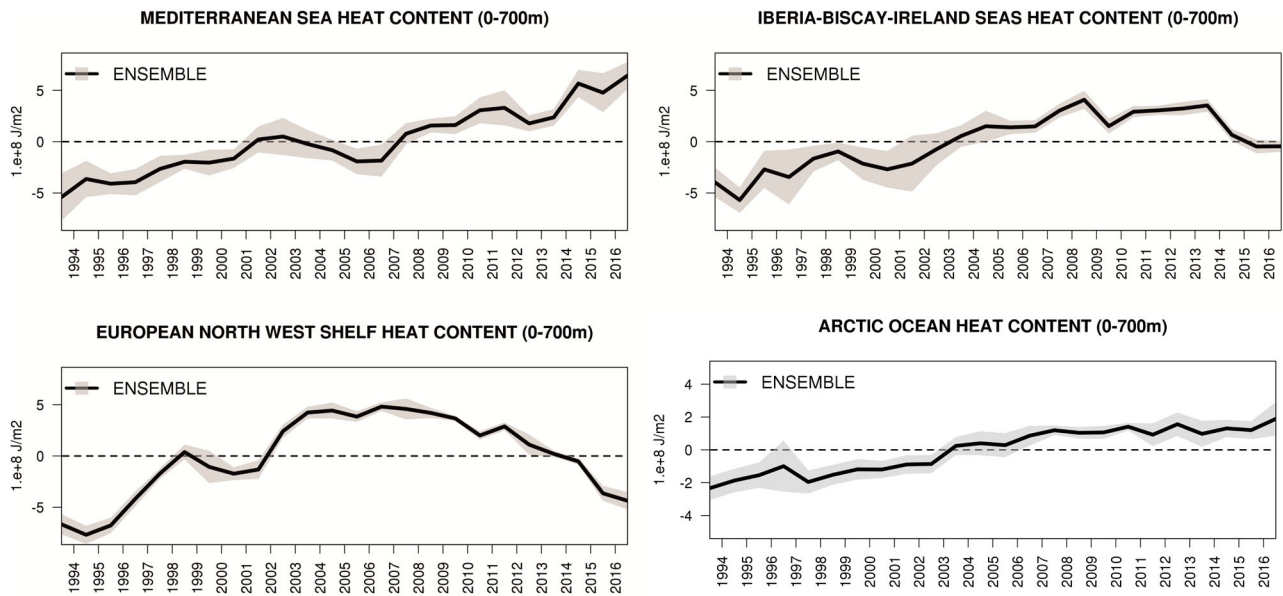 MEDITERRANEAN SEA HEAT CONTENT (0-700m)
ENSEMBLE
1.e+8 J/m2
5
0
-5
1994 1995 1996 1997 1998 1999 2000 2001 2002 2003 2004 2005 2006 2007 2008 2009 2010 2011 2012 2013 2014 2015 2016
IBERIA-BISCAY-IRELAND SEAS HEAT CONTENT (0-700m)
ENSEMBLE
1.e+8 J/m2
5
0
-5
1994 1995 1996 1997 1998 1999 2000 2001 2002 2003 2004 2005 2006 2007 2008 2009 2010 2011 2012 2013 2014 2015 2016
EUROPEAN NORTH WEST SHELF HEAT CONTENT (0-700m)
ENSEMBLE
1.e+8 J/m2
5
0
-5
1994 1995 1996 1997 1998 1999 2000 2001 2002 2003 2004 2005 2006 2007 2008 2009 2010 2011 2012 2013 2014 2015 2016
ARCTIC OCEAN HEAT CONTENT (0-700m)
ENSEMBLE
1.e+8 J/m2
4
2
0
-2
-4
1994 1995 1996 1997 1998 1999 2000 2001 2002 2003 2004 2005 2006 2007 2008 2009 2010 2011 2012 2013 2014 2015 2016